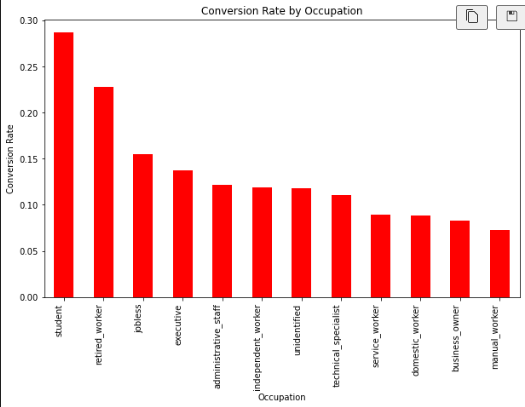 Conversion Rate by Occupation
Conversion Rate
0.30
0.25
0.20
0.15
0.10
0.05
0.00
student
retired_worker
jobless
executive
administrative_staff
independent_worker
unidentified
technical_specialist
service_worker
domestic_worker
business_owner
manual_worker
Occupation